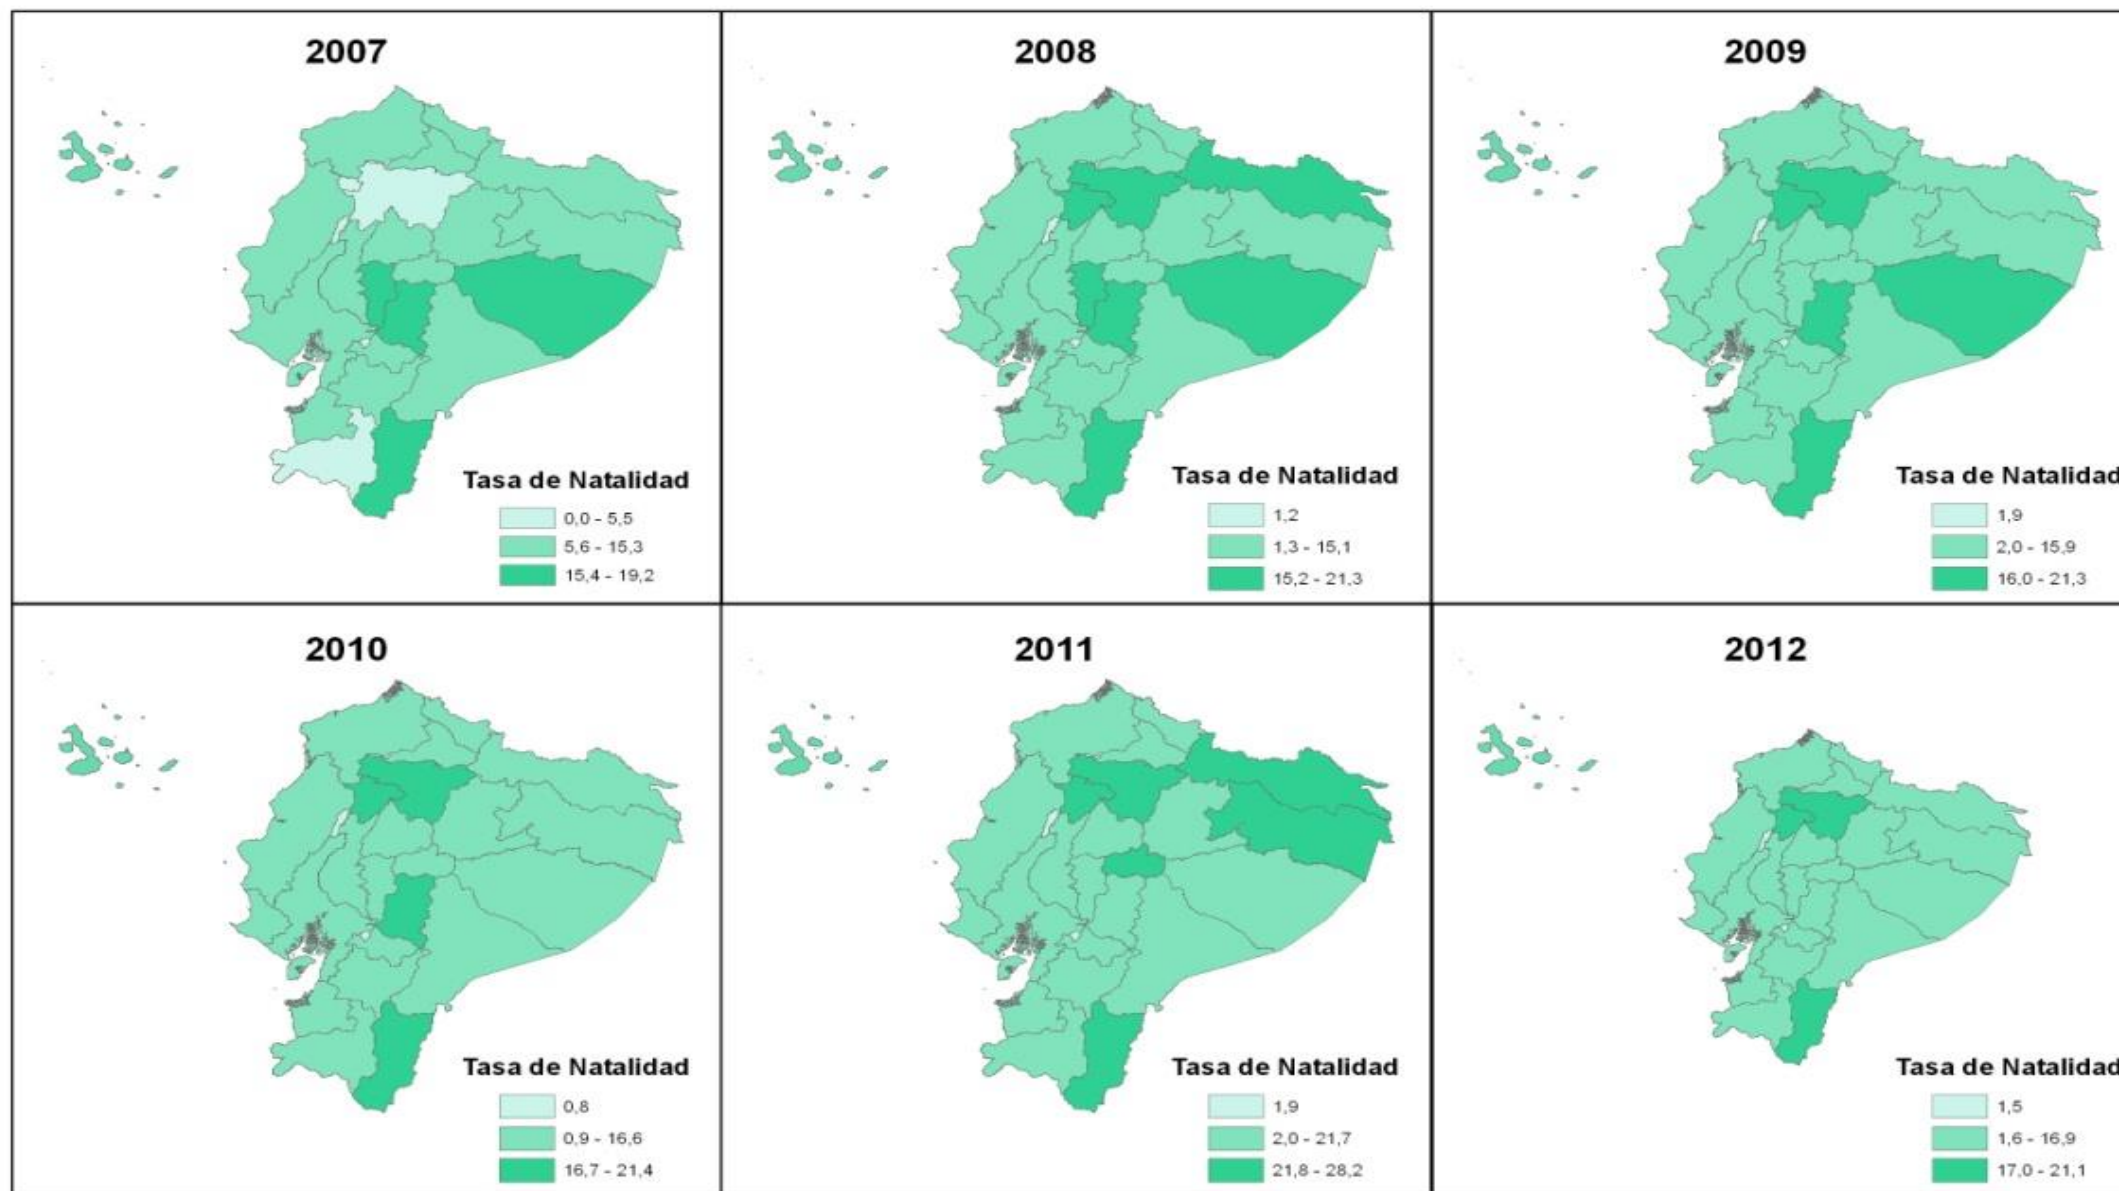 2007
Tasa de Natalidad
0,0 - 5,5
5,6 - 15,3
15,4 - 19,2
2008
Tasa de Natalidad
1,2
1,3 - 15,1
15,2 - 21,3
2009
Tasa de Natalidad
1,9
2,0 - 15,9
16,0 - 21,3
2010
Tasa de Natalidad
0,8
0,9 - 16,6
16,7 - 21,4
2011
Tasa de Natalidad
1,9
2,0 - 21,7
21,8 - 28,2
2012
Tasa de Natalidad
1,5
1,6 - 16,9
17,0 - 21,1